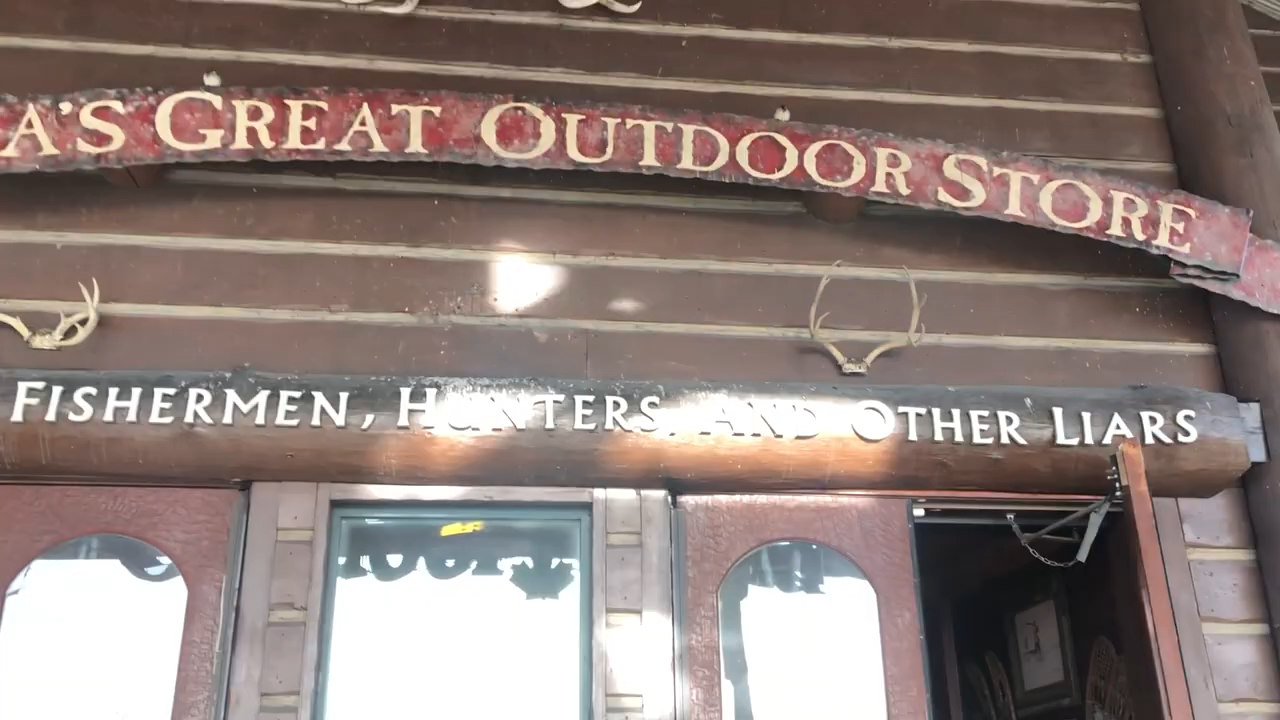 A's Great Outdoor Store
Fishermen, Hunters, and Other Liars